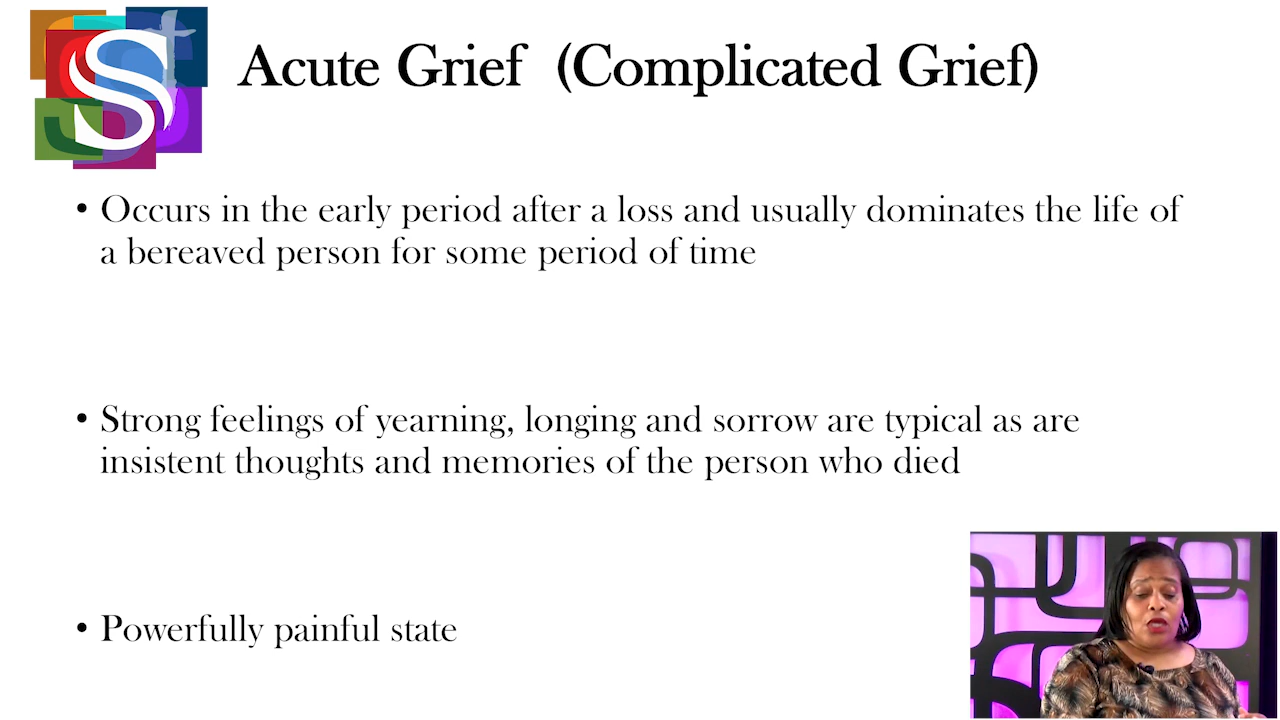 Acute Grief (Complicated Grief)
• Occurs in the early period after a loss and usually dominates the life of
a bereaved person for some period of time
• Strong feelings of yearning, longing and sorrow are typical as are
insistent thoughts and memories of the person who died
• Powerfully painful state